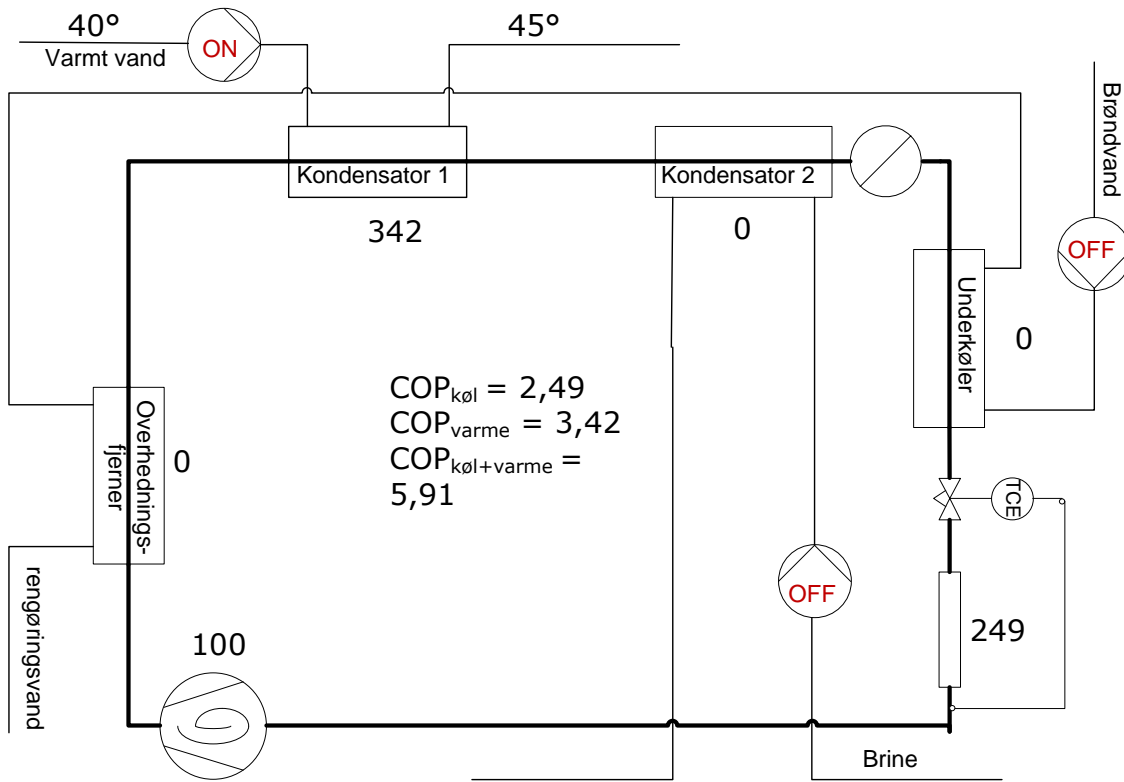 40°
ON
45°
Varmt vand
Brøndvand
Kondensator 1
Kondensator 2
342
0
OFF
Underkøler
0
COPkøl = 2,49
COPvarme = 3,42
COPkøl+varme =
5,91
Overhednings-
fjerner
0
TCE
OFF
249
rengøringsvand
100
Brine